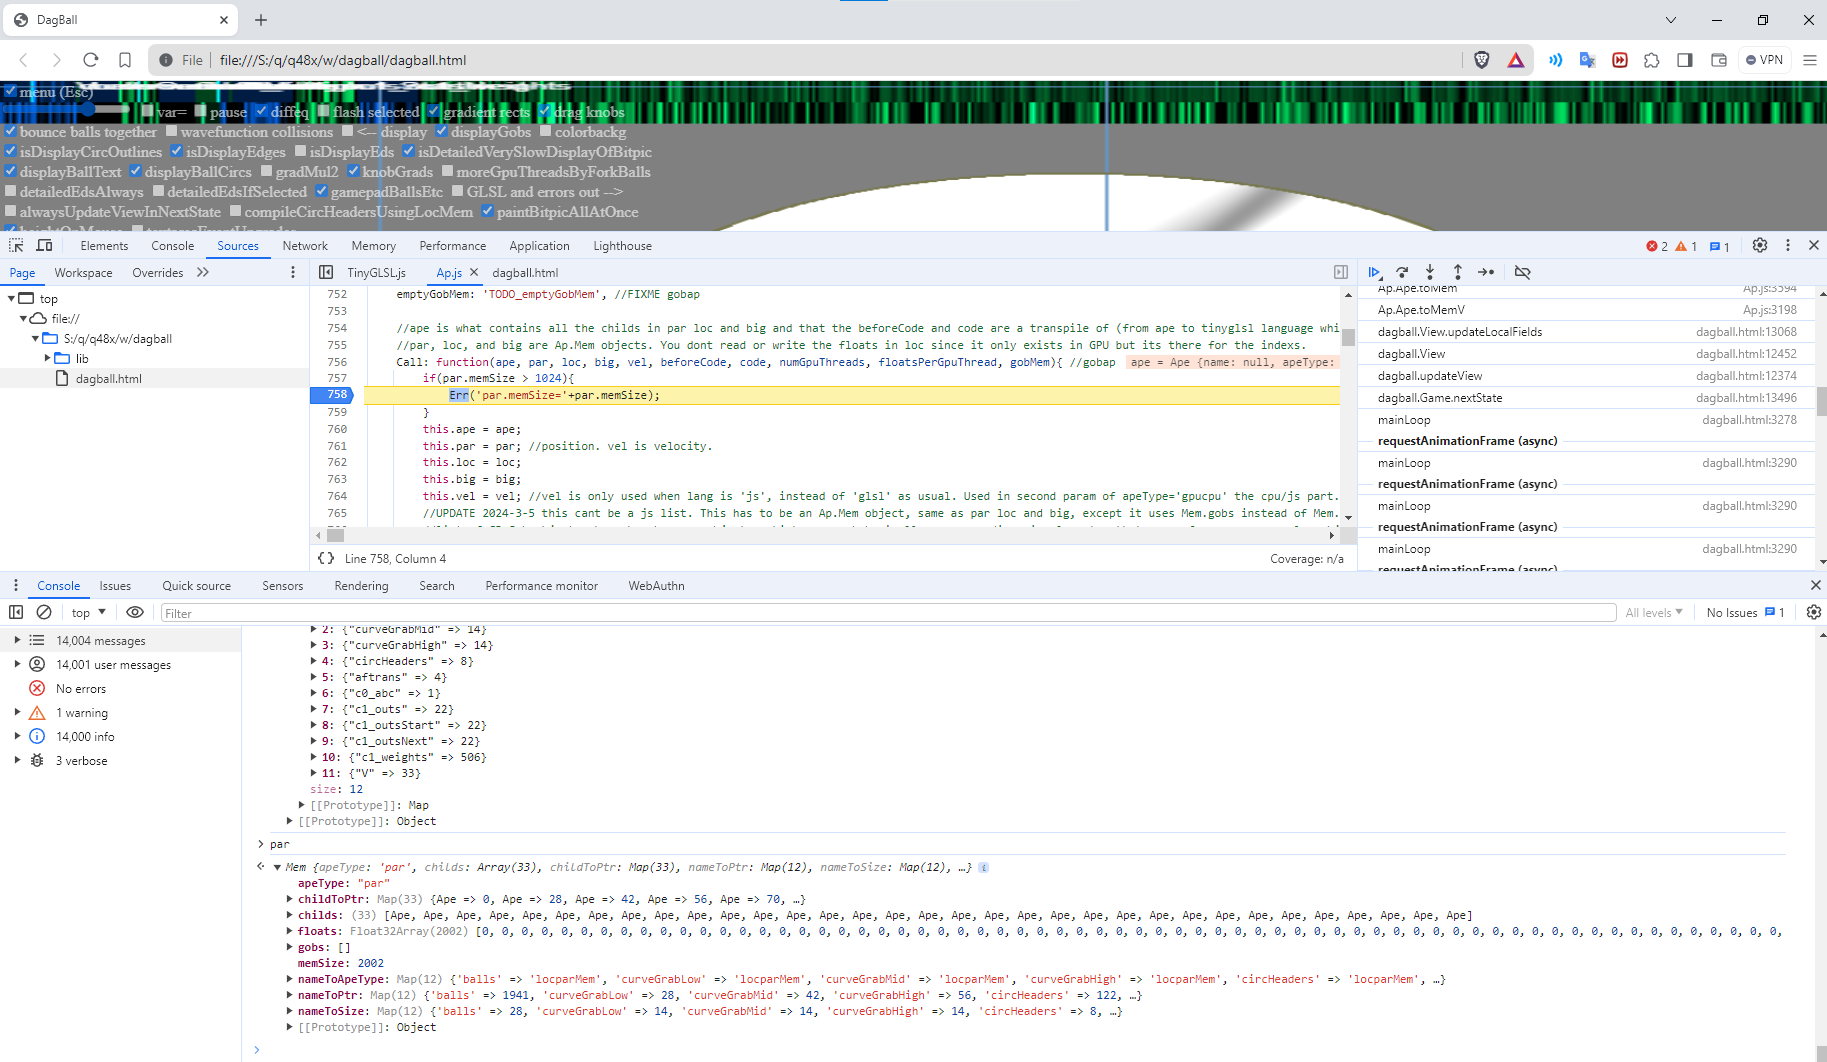 DagBall
File
file:///S:/q/q48x/w/dagball/dagball.html
VPN
menu (Esc)
var= pause diffeq flash selected gradient rects drag knobs
bounce balls together wavefunction collisions <-- display displayGobs colorbackg
isDisplayCircOutlines isDisplayEdges isDisplayEds isDetailedVerySlowDisplayOfBitpic
displayBallText displayBallCircs gradMul2 knobGrads moreGpuThreadsByForkBalls
detailedEdsAlways detailedEdsIfSelected gamepadBallsEtc GLSL and errors out -->
alwaysUpdateViewInNextState compileCircHeadersUsingLocMem paintBitpicAllAtOnce
Elements Console Sources Network Memory Performance Application Lighthouse 2 1 1
Page Workspace Overrides
top
file://
S:/q/q48x/w/dagball
lib
dagball.html
TinyGLSL.js Ap.js dagball.html
752 emptyGobMem: 'TODO_emptyGobMem', //FIXME gobap
753
754 //ape is what contains all the childs in par loc and big and that the beforeCode and code are a transpile of (from ape to tinyglsl language whi
755 //par, loc, and big are Ap.Mem objects. You dont read or write the floats in loc since it only exists in GPU but its there for the indexs.
756 Call: function(ape, par, loc, big, vel, beforeCode, code, numGpuThreads, floatsPerGpuThread, gobMem){ //gobap ape = Ape {name: null, apeType:
757 if(par.memSize > 1024){
758 Err('par.memSize='+par.memSize);
759 }
760 this.ape = ape;
761 this.par = par; //position. vel is velocity.
762 this.loc = loc;
763 this.big = big;
764 this.vel = vel; //vel is only used when lang is 'js', instead of 'glsl' as usual. Used in second param of apeType='gpucpu' the cpu/js part.
765 //UPDATE 2024-3-5 this cant be a js list. This has to be an Ap.Mem object, same as par loc and big, except it uses Mem.gobs instead of Mem.
Line 758, Column 4
Coverage: n/a
Ap.Ape.toMem Ap.js:3594
Ap.Ape.toMemV Ap.js:3198
dagball.View.updateLocalFields dagball.html:13068
dagball.View dagball.html:12452
dagball.updateView dagball.html:12374
dagball.Game.nextState dagball.html:13496
mainLoop dagball.html:3278
requestAnimationFrame (async)
mainLoop dagball.html:3290
requestAnimationFrame (async)
mainLoop dagball.html:3290
requestAnimationFrame (async)
mainLoop dagball.html:3290
requestAnimationFrame (async)
Console Issues Quick source Sensors Rendering Search Performance monitor WebAuthn
top Filter All levels No Issues 1
14,004 messages
14,001 user messages
No errors
1 warning
14,000 info
3 verbose
2: {"curveGrabMid" => 14}
3: {"curveGrabHigh" => 14}
4: {"circHeaders" => 8}
5: {"aftrans" => 4}
6: {"c0_abc" => 1}
7: {"c1_outs" => 22}
8: {"c1_outsStart" => 22}
9: {"c1_outsNext" => 22}
10: {"c1_weights" => 506}
11: {"V" => 33}
size: 12
[[Prototype]]: Map
[[Prototype]]: Object
> par
Mem {apeType: 'par', childs: Array(33), childToPtr: Map(33), nameToPtr: Map(12), nameToSize: Map(12), …}
apeType: "par"
childToPtr: Map(33) {Ape => 0, Ape => 28, Ape => 42, Ape => 56, Ape => 70, …}
childs: (33) [Ape, Ape, Ape, Ape, Ape, Ape, Ape, Ape, Ape, Ape, Ape, Ape, Ape, Ape, Ape, Ape, Ape, Ape, Ape, Ape, Ape, Ape, Ape, Ape, Ape, Ape, Ape, Ape, Ape, Ape, Ape, Ape, Ape]
floats: Float32Array(2002) [0, 0, 0, 0, 0, 0, 0, 0, 0, 0, 0, 0, 0, 0, 0, 0, 0, 0, 0, 0, 0, 0, 0, 0, 0, 0, 0, 0, 0, 0, 0, 0, 0, 0, 0, 0, 0, 0, 0, 0, 0, 0, 0, 0, 0, 0, 0, 0, 0, 0, 0, 0, 0, 0, 0, 0, 0, 0, 0, 0, 0, 0, 0, 0, 0, 0,
gobs: []
memSize: 2002
nameToApeType: Map(12) {'balls' => 'locparMem', 'curveGrabLow' => 'locparMem', 'curveGrabMid' => 'locparMem', 'curveGrabHigh' => 'locparMem', 'circHeaders' => 'locparMem', …}
nameToPtr: Map(12) {'balls' => 1941, 'curveGrabLow' => 28, 'curveGrabMid' => 42, 'curveGrabHigh' => 56, 'circHeaders' => 122, …}
nameToSize: Map(12) {'balls' => 28, 'curveGrabLow' => 14, 'curveGrabMid' => 14, 'curveGrabHigh' => 14, 'circHeaders' => 8, …}
[[Prototype]]: Object